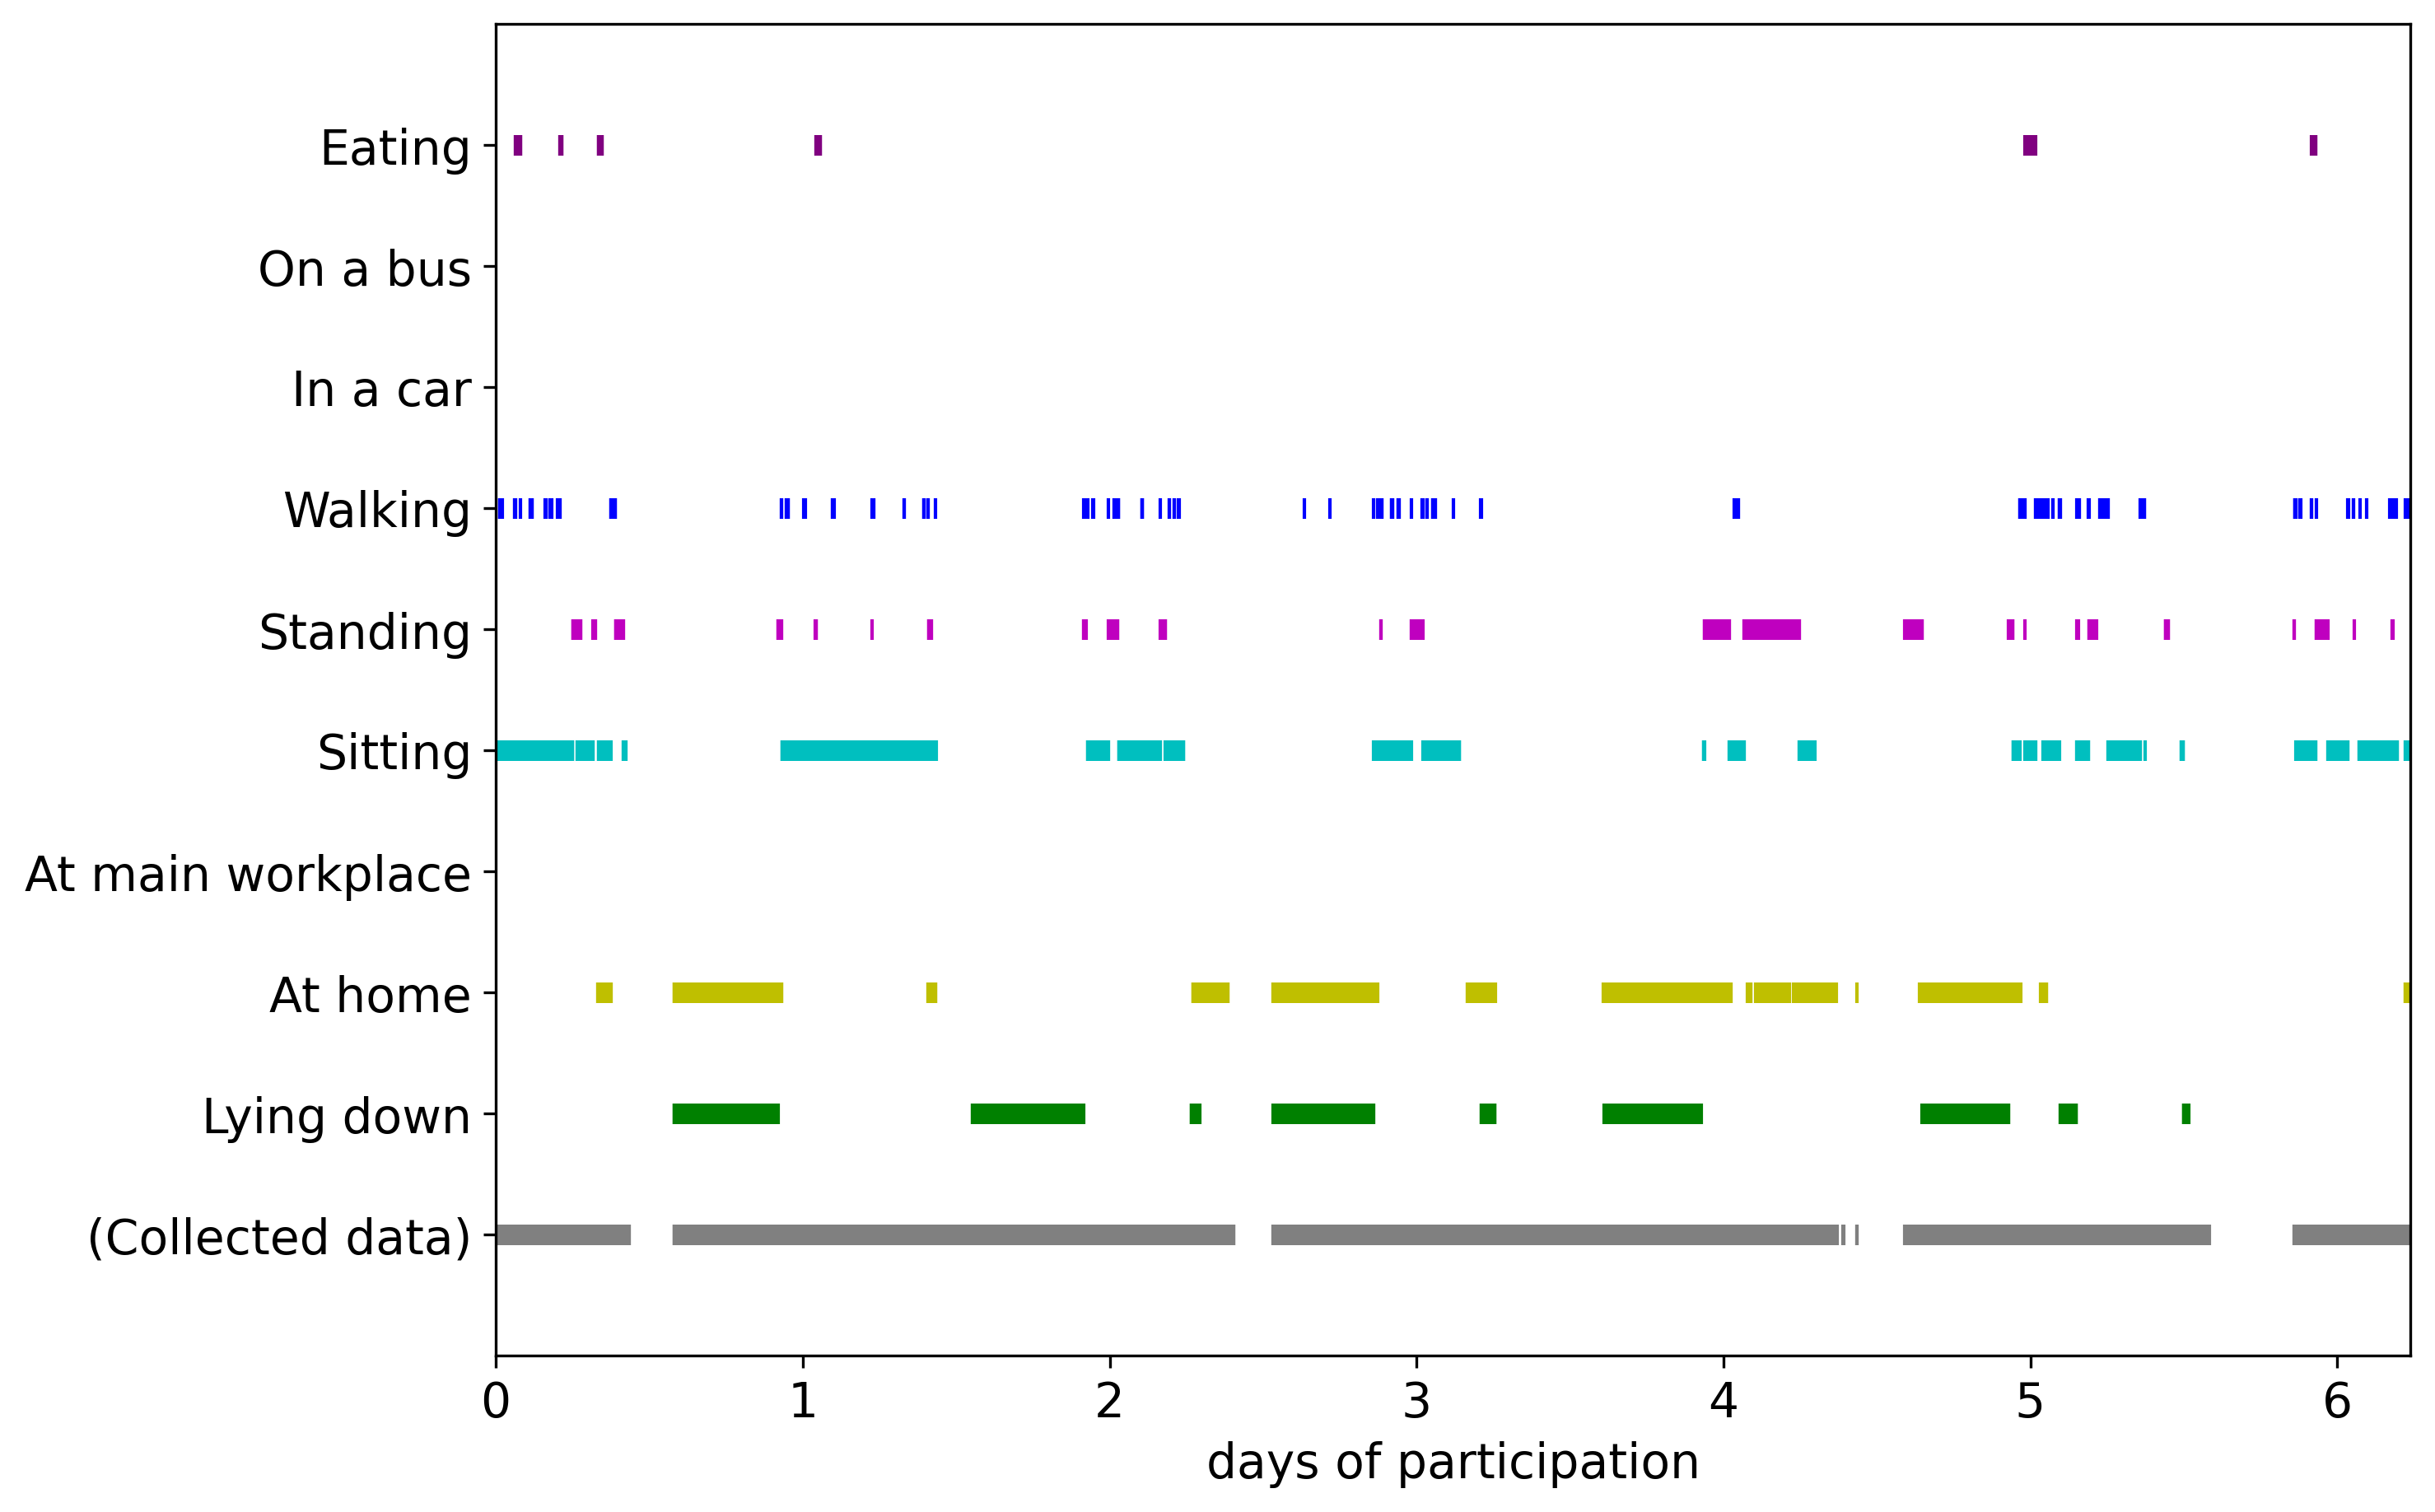 Eating
On a bus
In a car
Walking
Standing
Sitting
At main workplace
At home
Lying down
(Collected data)
0 1 2 3 4 5 6
days of participation